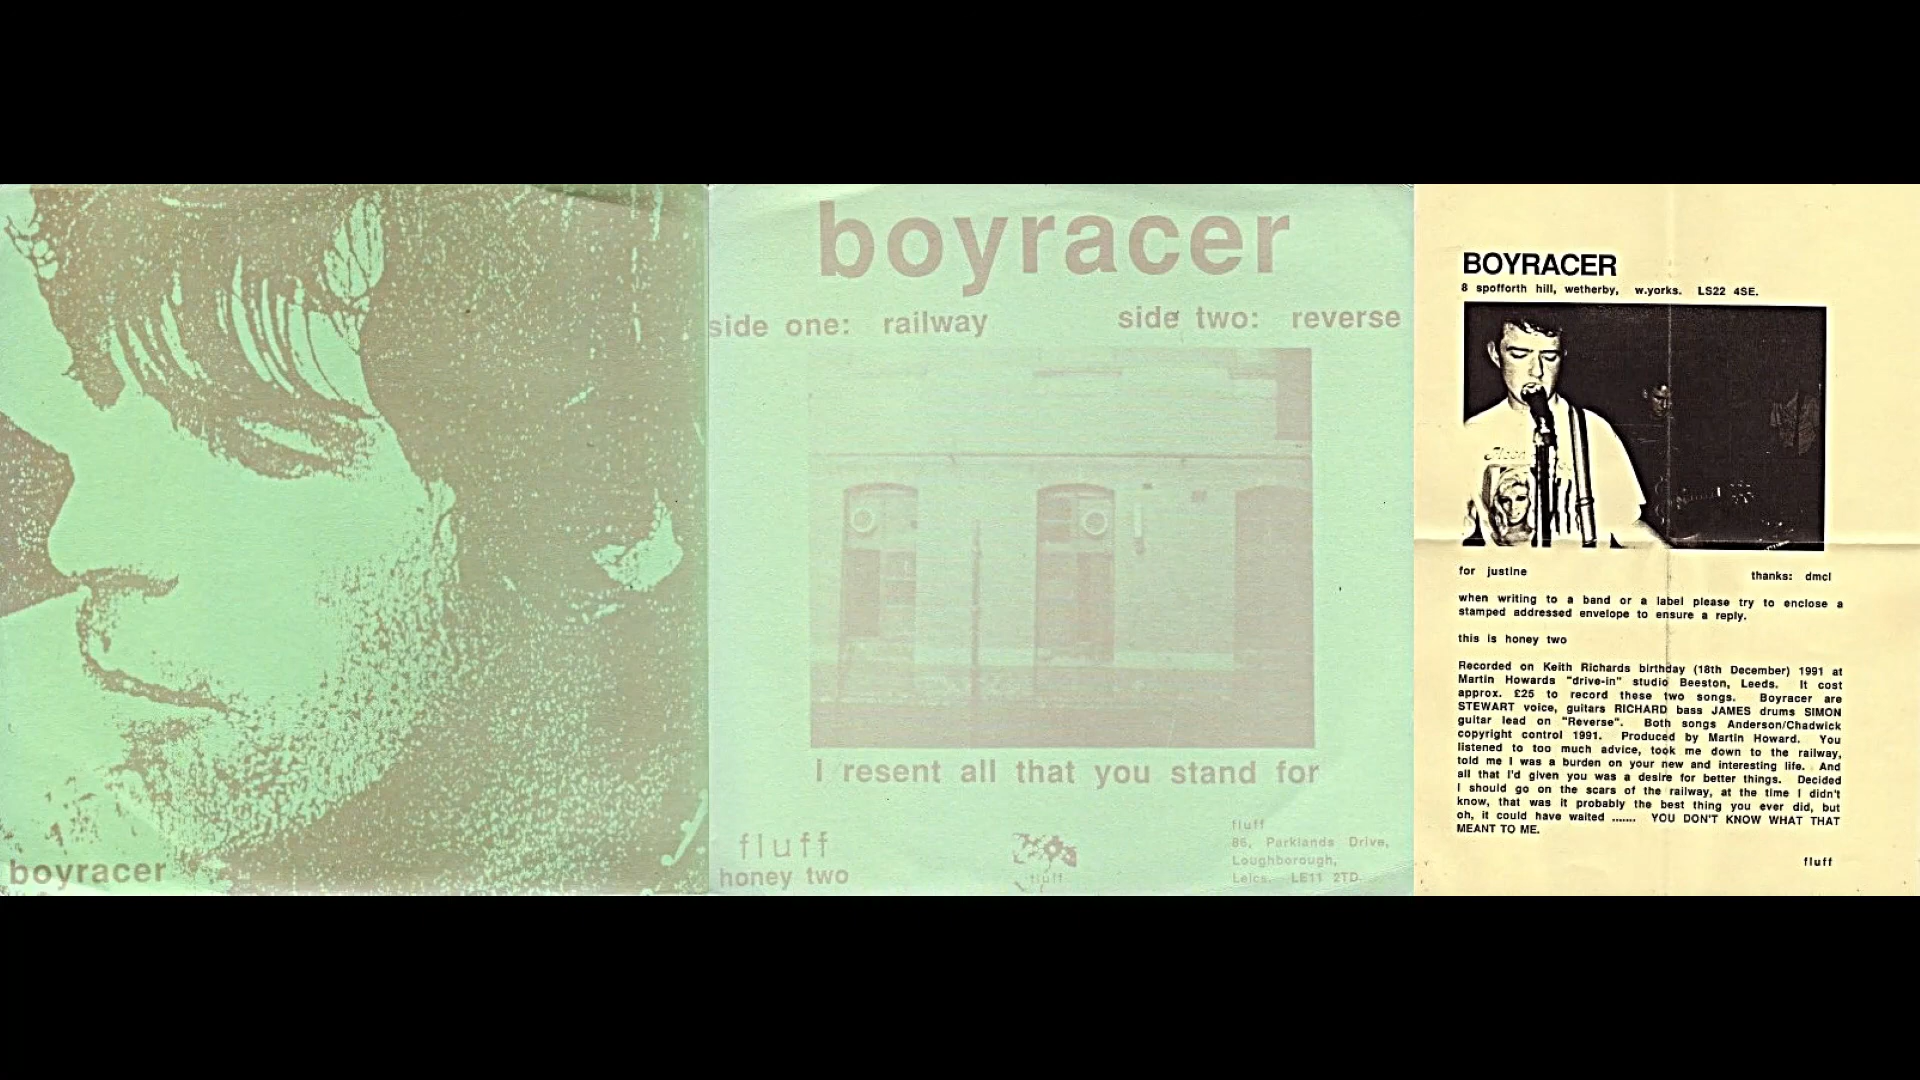 boyracer
boyracer
side one: railway
side two: reverse
I resent all that you stand for
fluff
honey two
fluff
fluff
86, Parklands Drive,
Loughborough,
Leics. LE11 2TD.
BOYRACER
8 spofforth hill, wetherby, w.yorks. LS22 4SE.
for justine
thanks: dmcl
when writing to a band or a label please try to enclose a
stamped addressed envelope to ensure a reply.
this is honey two
Recorded on Keith Richards birthday (18th December) 1991 at
Martin Howards "drive-in" studio Beeston, Leeds. It cost
approx. £25 to record these two songs. Boyracer are
STEWART voice, guitars RICHARD bass JAMES drums SIMON
guitar lead on "Reverse". Both songs Anderson/Chadwick
copyright control 1991. Produced by Martin Howard. You
listened to too much advice, took me down to the railway,
told me I was a burden on your new and interesting life. And
all that I'd given you was a desire for better things. Decided
I should go on the scars of the railway, at the time I didn't
know, that was it probably the best thing you ever did, but
oh, it could have waited ....... YOU DON'T KNOW WHAT THAT
MEANT TO ME.
fluff